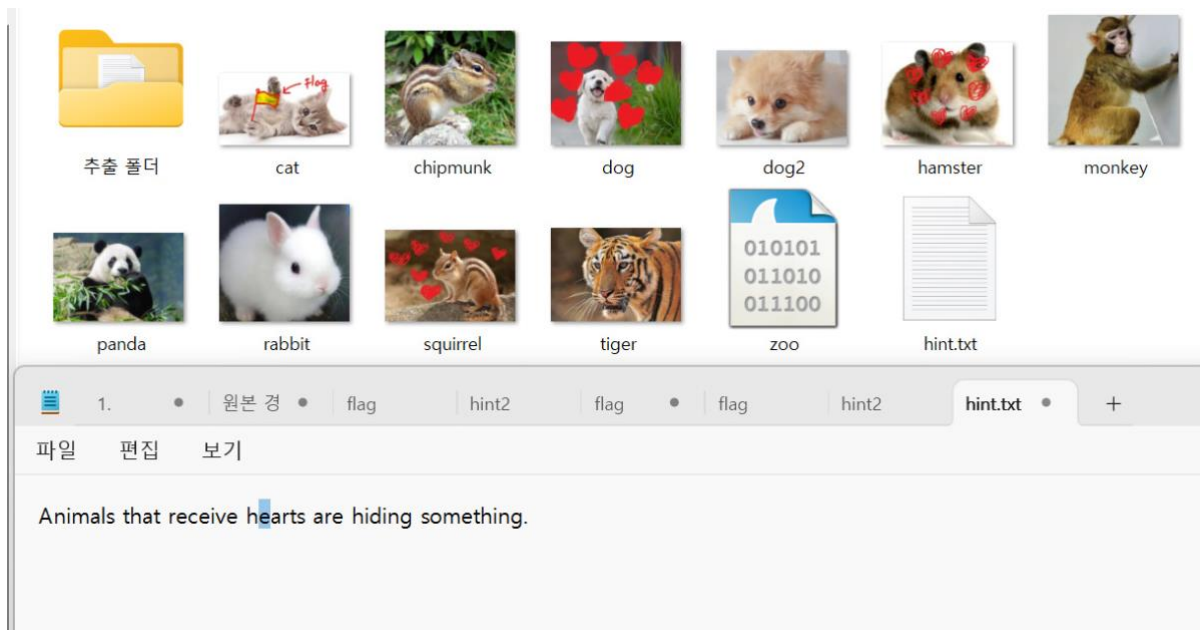 flag
추출 폴더
cat
chipmunk
dog
dog2
hamster
monkey
010101
011010
011100
panda
rabbit
squirrel
tiger
zoo
hint.txt
1.
원본 경
flag
hint2
flag
flag
hint2
hint.txt
파일
편집
보기
Animals that receive hearts are hiding something.